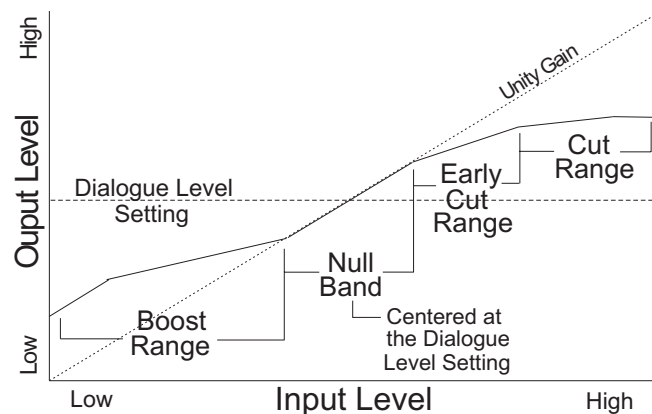 High
Unity Gain
Ouput Level
Dialogue Level
Setting
Early
Cut
Range
Cut
Range
Null
Band
Boost
Range
Centered at
the Dialogue
Level Setting
Low
Low
Input Level
High